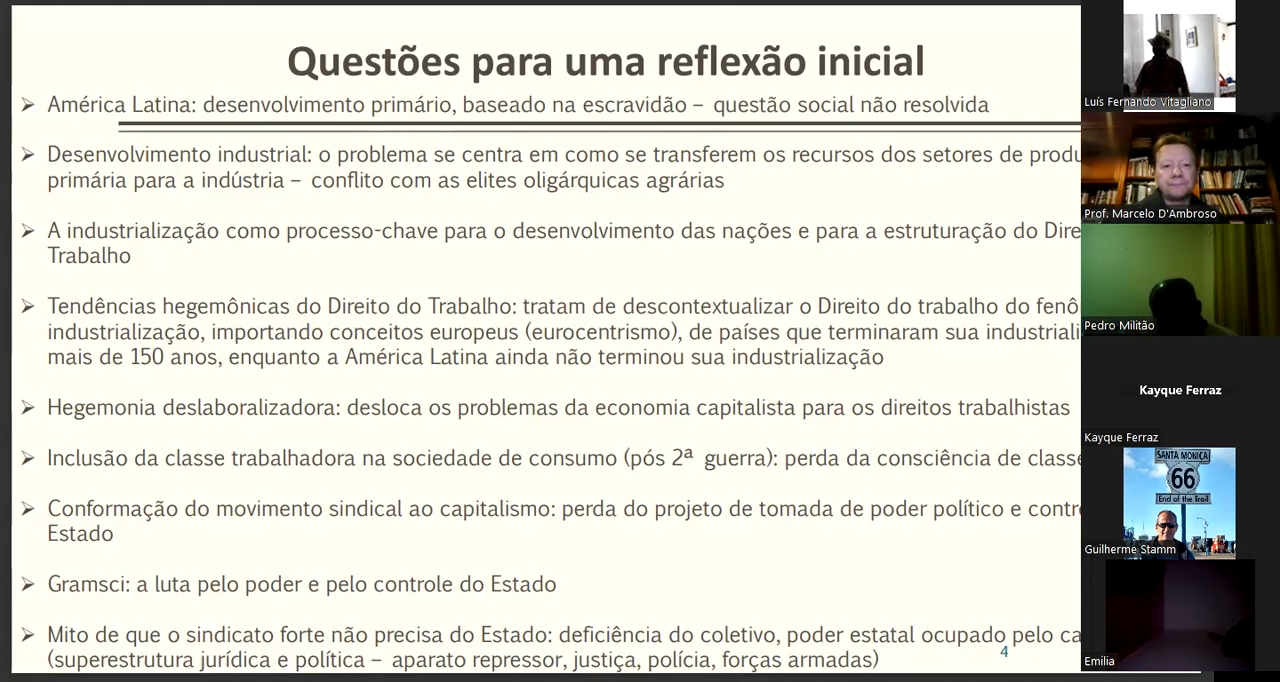 Questões para uma reflexão inicial
América Latina: desenvolvimento primário, baseado na escravidão – questão social não resolvida
Desenvolvimento industrial: o problema se centra em como se transferem os recursos dos setores de
primária para a indústria – conflito com as elites oligárquicas agrárias
A industrialização como processo-chave para o desenvolvimento das nações e para a estruturação do
Trabalho
Tendências hegemônicas do Direito do Trabalho: tratam de descontextualizar o Direito do trabalho do
industrialização, importando conceitos europeus (eurocentrismo), de países que terminaram sua
mais de 150 anos, enquanto a América Latina ainda não terminou sua industrialização
Hegemonia deslaboralizadora: desloca os problemas da economia capitalista para os direitos trabalhistas
Inclusão da classe trabalhadora na sociedade de consumo (pós 2ª guerra): perda da consciência de classe
Conformação do movimento sindical ao capitalismo: perda do projeto de tomada de poder político e
Estado
Gramsci: a luta pelo poder e pelo controle do Estado
Mito de que o sindicato forte não precisa do Estado: deficiência do coletivo, poder estatal ocupado pelo
(superestrutura jurídica e política – aparato repressor, justiça, polícia, forças armadas)
4
Luís Fernando Vitagliano
Prof. Marcelo D'Ambroso
Pedro Militão
Kayque Ferraz
Kayque Ferraz
SANTA MONICA
66
End of the Trail
Guilherme Stamm
Emilia